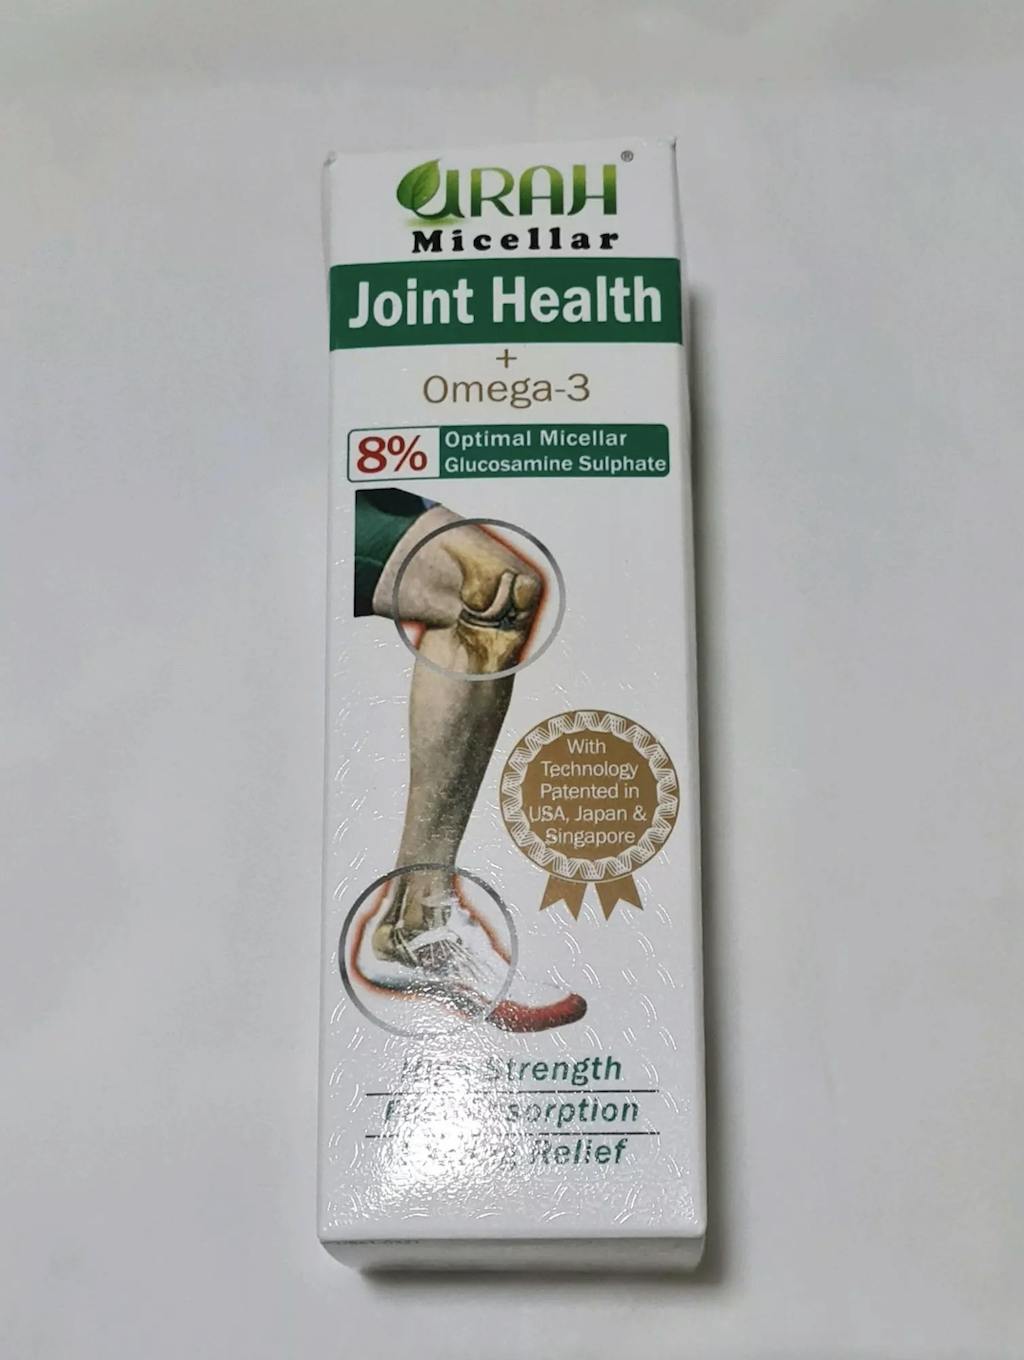 URAH®
Micellar
Joint Health
+
Omega-3
8%
Optimal Micellar
Glucosamine Sulphate
With
Technology
Patented in
USA, Japan &
Singapore
High Strength
Relief